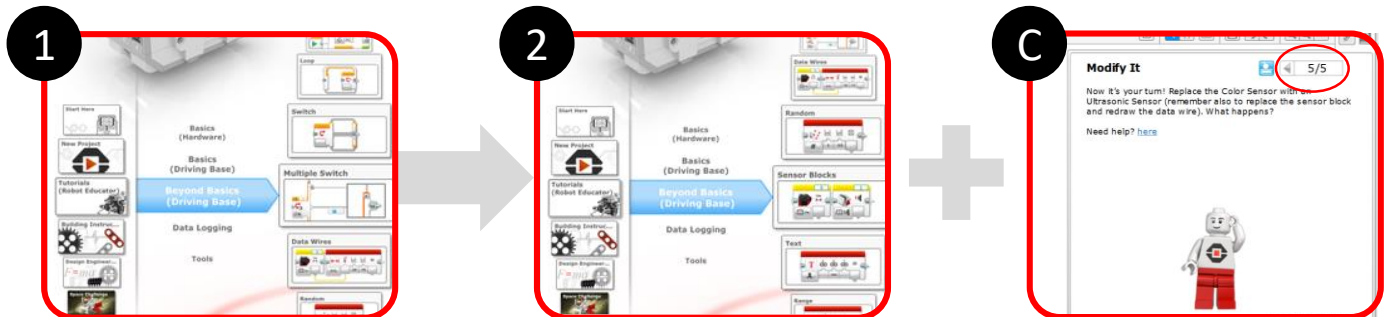 1
Loop
Switch
Multiple Switch
Data Wires
Random
Start Here
New Project
Tutorials
(Robot Educator)
Building Instruc...
Design Engineer...
Space Challenge
Basics
(Hardware)
Basics
(Driving Base)
Beyond Basics
(Driving Base)
Data Logging
Tools
2
Data Wires
Random
Sensor Blocks
Text
Range
Start Here
New Project
Tutorials
(Robot Educator)
Building Instruc...
Design Engineer...
Space Challenge
Basics
(Hardware)
Basics
(Driving Base)
Beyond Basics
(Driving Base)
Data Logging
Tools
C
Modify It
5/5
Now it's your turn! Replace the Color Sensor with an
Ultrasonic Sensor (remember also to replace the sensor block
and redraw the data wire). What happens?
Need help? here